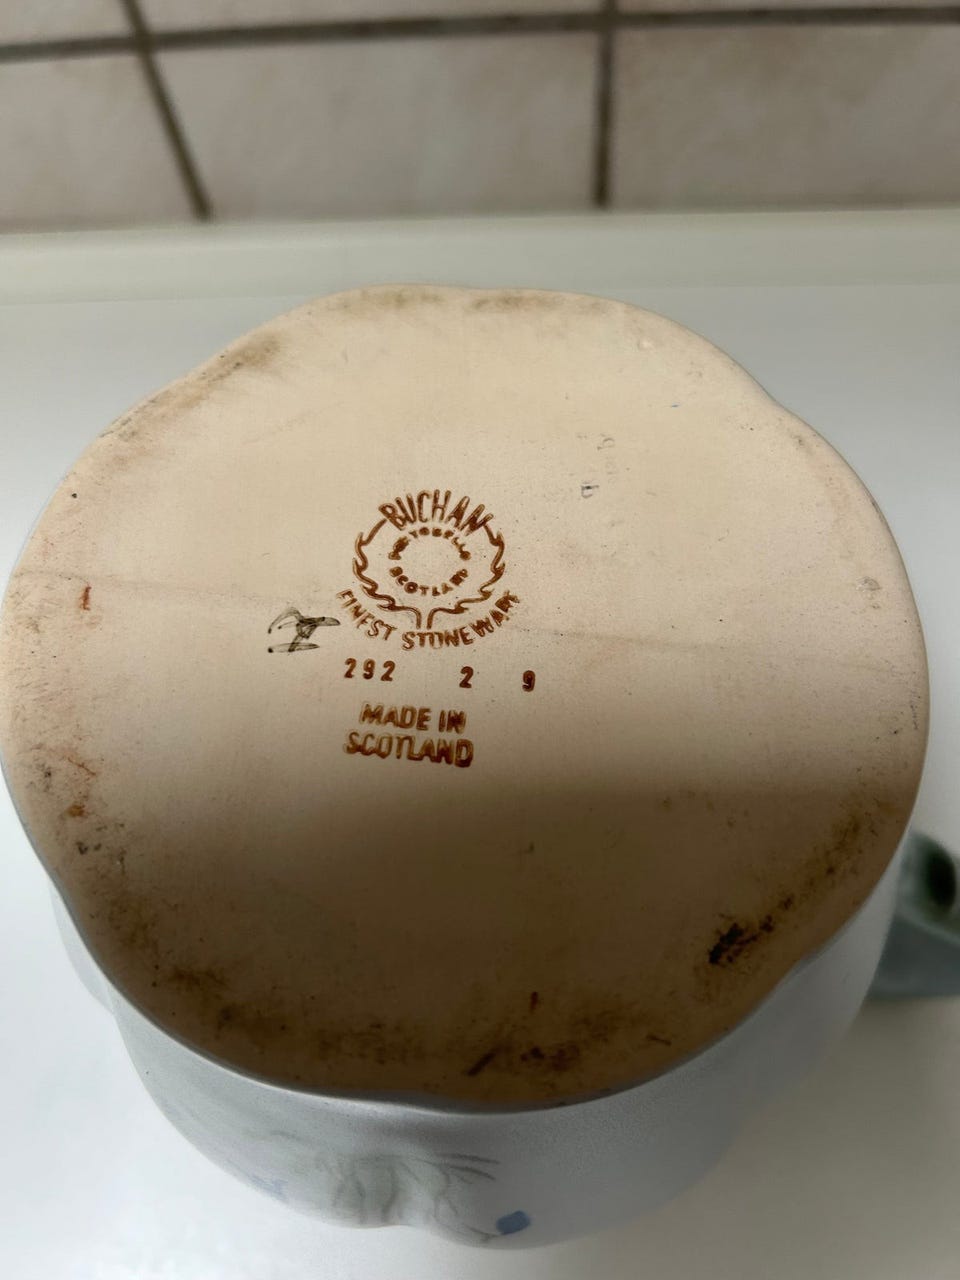 BUCHAN
PORTOBELLO
SCOTLAND
FINEST STONEWARE
292 2 9
MADE IN
SCOTLAND